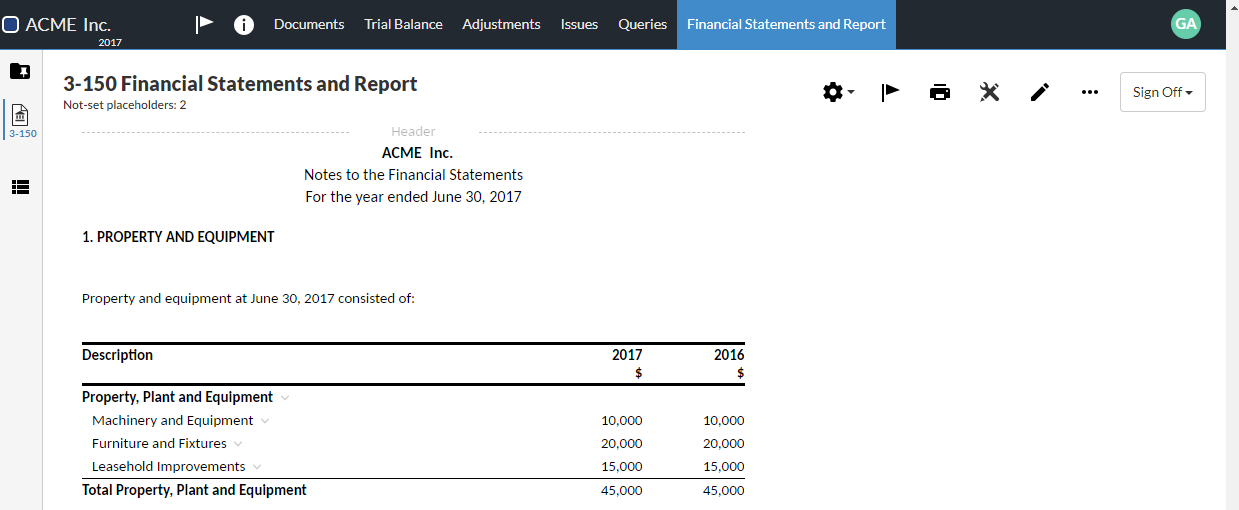 ACME Inc.
2017
Documents Trial Balance Adjustments Issues Queries Financial Statements and Report
GA
3-150 Financial Statements and Report
Not-set placeholders: 2
Sign Off
3-150
Header
ACME Inc.
Notes to the Financial Statements
For the year ended June 30, 2017
1. PROPERTY AND EQUIPMENT
Property and equipment at June 30, 2017 consisted of:
Description 2017 2016
$ $
Property, Plant and Equipment
Machinery and Equipment 10,000 10,000
Furniture and Fixtures 20,000 20,000
Leasehold Improvements 15,000 15,000
Total Property, Plant and Equipment 45,000 45,000